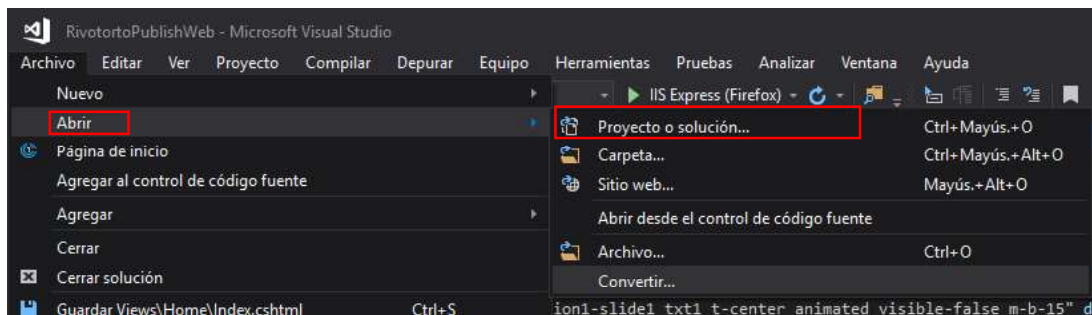 RivotortoPublishWeb - Microsoft Visual Studio
Archivo Editar Ver Proyecto Compilar Depurar Equipo Herramientas Pruebas Analizar Ventana Ayuda
Nuevo
IIS Express (Firefox)
Abrir
Proyecto o solución... Ctrl+Mayús.+O
Página de inicio
Carpeta... Ctrl+Mayús.+Alt+O
Agregar al control de código fuente
Sitio web... Mayús.+Alt+O
Agregar
Abrir desde el control de código fuente
Cerrar
Archivo... Ctrl+O
Cerrar solución
Convertir...
Guardar Views\Home\Index.cshtml Ctrl+S
ion1-slide1 txt1 t-center animated visible-false m-b-15" d